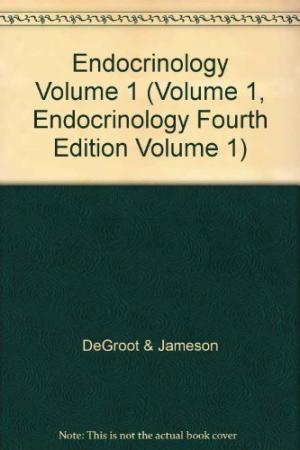 Endocrinology
Volume 1 (Volume 1,
Endocrinology Fourth
Edition Volume 1)
DeGroot & Jameson
Note: This is not the actual book cover